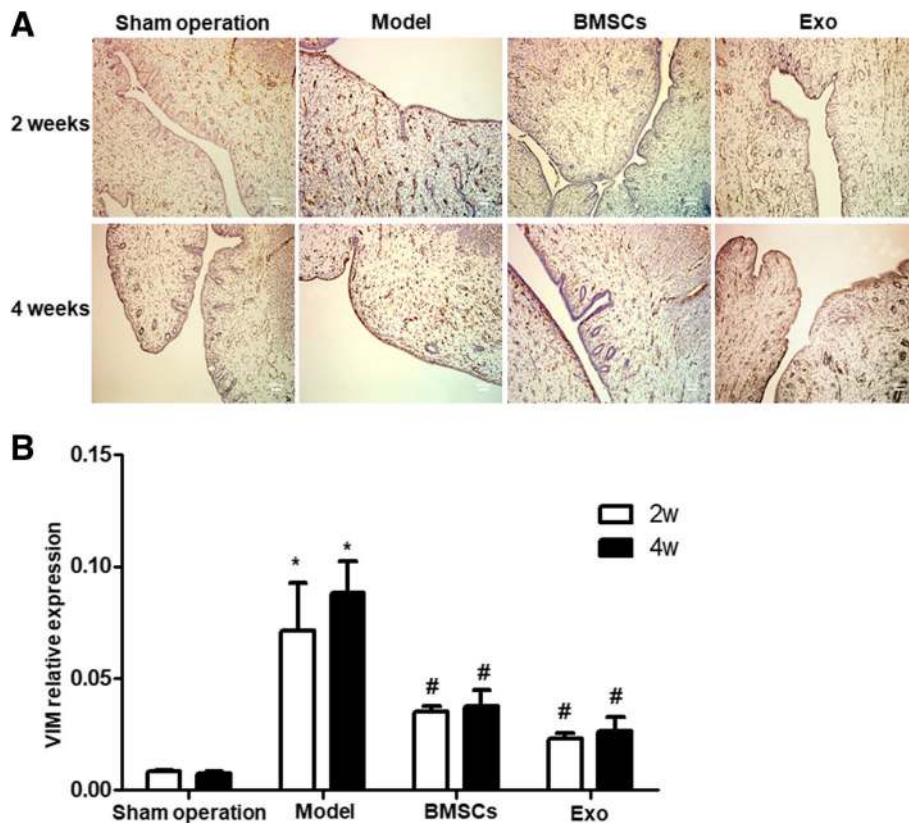 A
Sham operation Model BMSCs Exo
2 weeks
4 weeks
B
VIM relative expression
0.15
0.10
0.05
0.00
2w
4w
* *
# #
# #
Sham operation Model BMSCs Exo